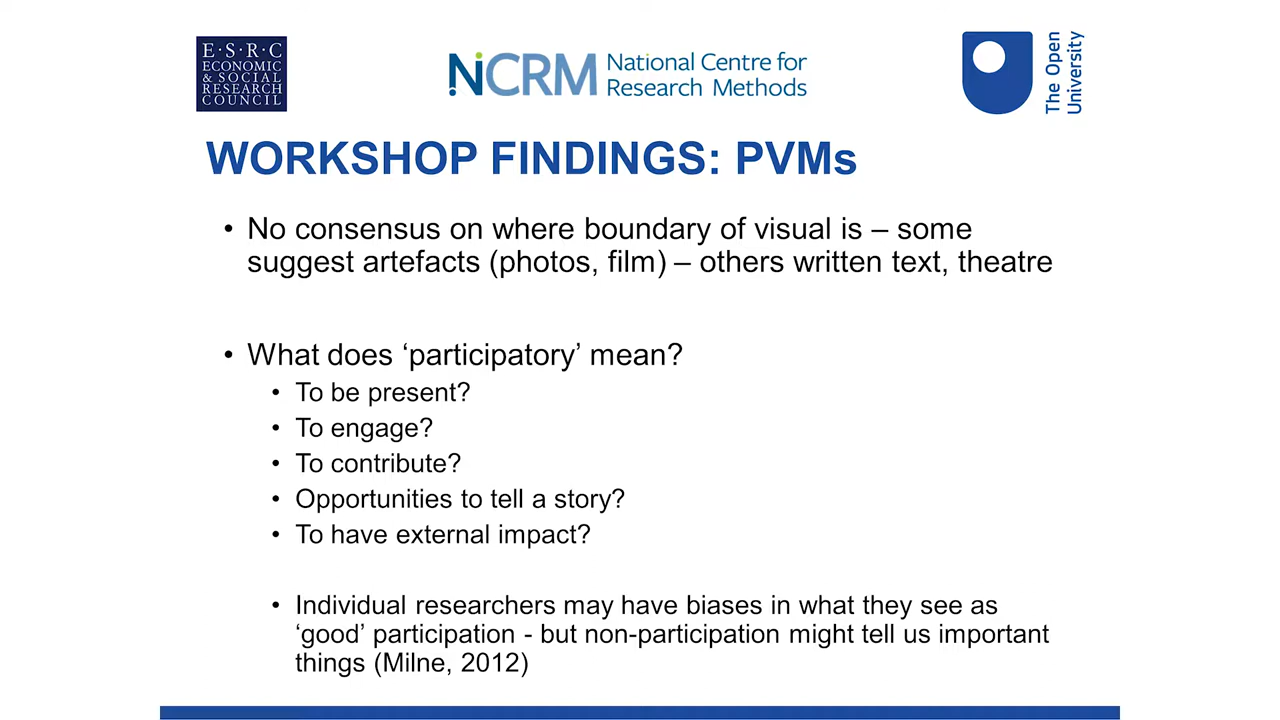 E·S·R·C
ECONOMIC
& SOCIAL
RESEARCH
COUNCIL
NCRM
National Centre for
Research Methods
The Open
University
WORKSHOP FINDINGS: PVMs
• No consensus on where boundary of visual is – some
suggest artefacts (photos, film) – others written text, theatre
• What does ‘participatory’ mean?
• To be present?
• To engage?
• To contribute?
• Opportunities to tell a story?
• To have external impact?
• Individual researchers may have biases in what they see as
‘good’ participation - but non-participation might tell us important
things (Milne, 2012)